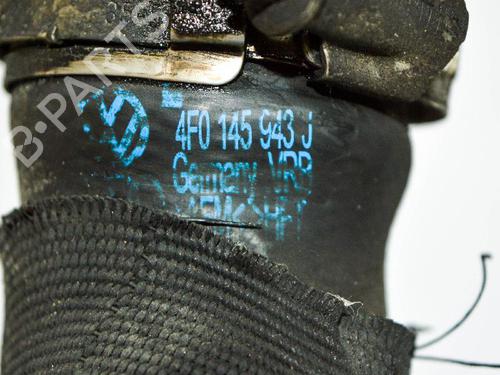 4F0 145 943 J
Germany VRB
B·PARTS